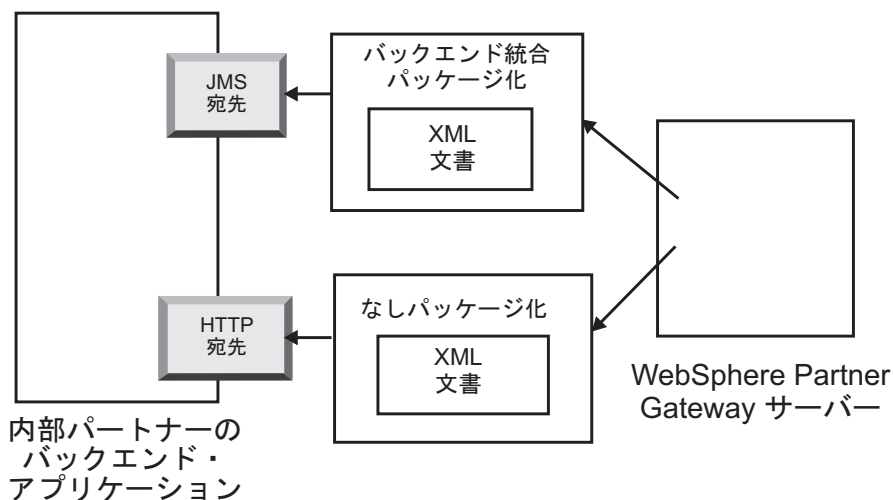 バックエンド統合
パッケージ化
JMS
宛先
XML
文書
なしパッケージ化
HTTP
宛先
XML
文書
WebSphere Partner
Gateway サーバー
内部パートナーの
バックエンド・
アプリケーション